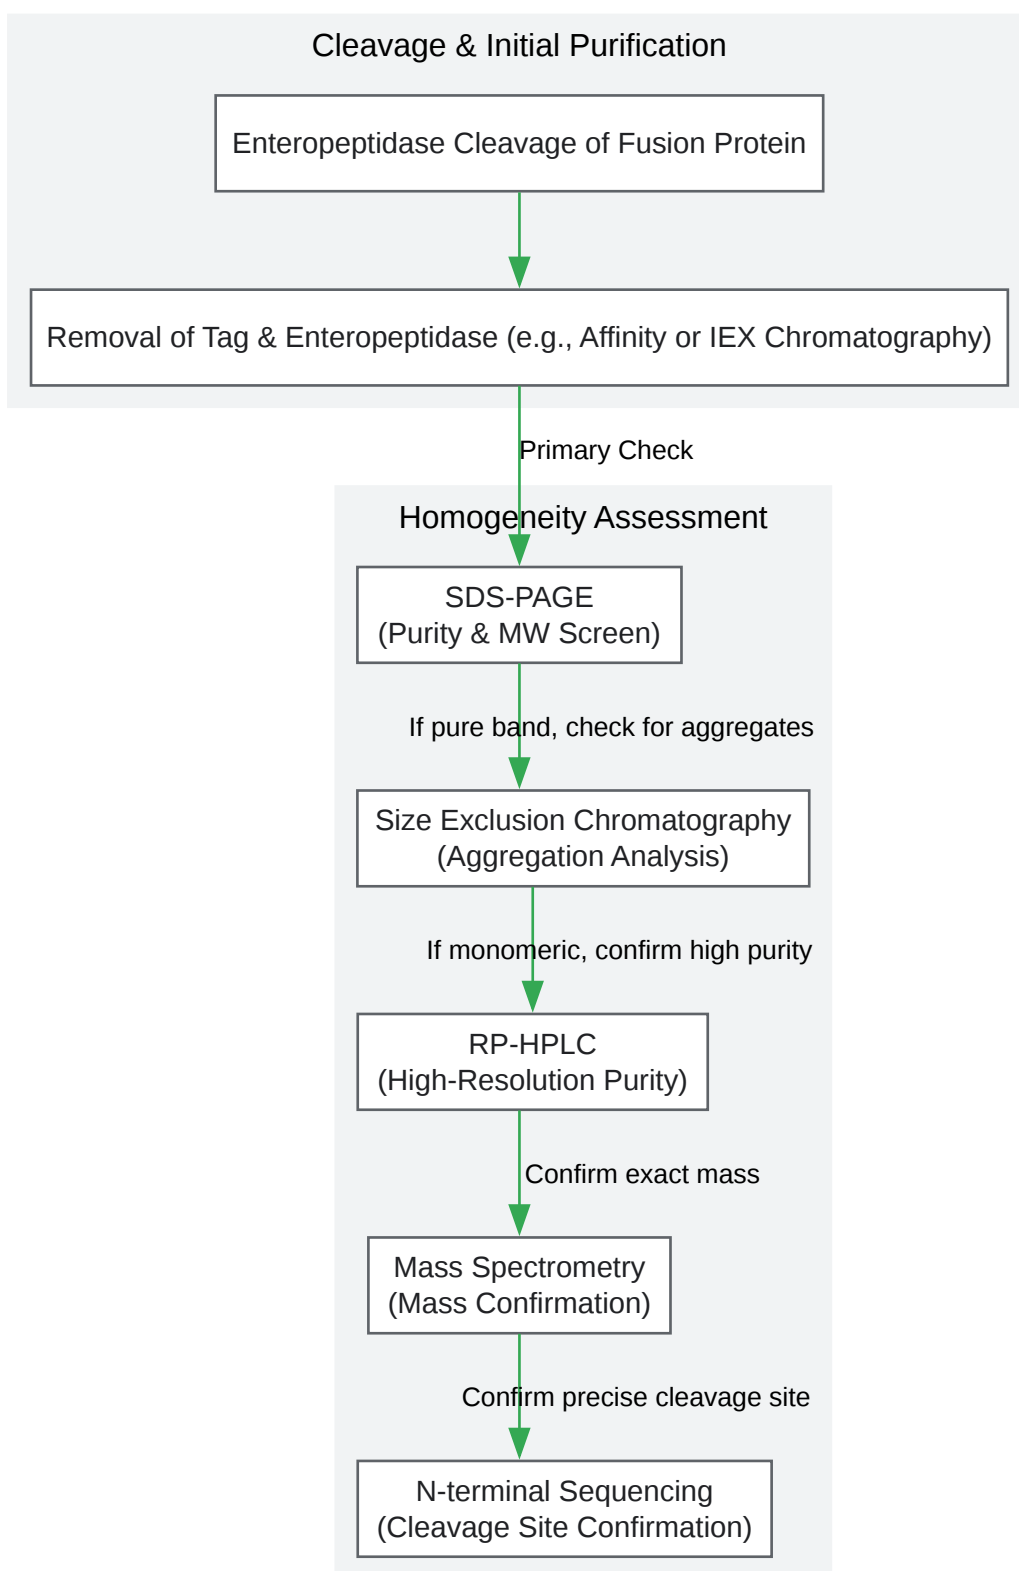 Cleavage & Initial Purification
Enteropeptidase Cleavage of Fusion Protein
Removal of Tag & Enteropeptidase (e.g., Affinity or IEX Chromatography)
Primary Check
Homogeneity Assessment
SDS-PAGE
(Purity & MW Screen)
If pure band, check for aggregates
Size Exclusion Chromatography
(Aggregation Analysis)
If monomeric, confirm high purity
RP-HPLC
(High-Resolution Purity)
Confirm exact mass
Mass Spectrometry
(Mass Confirmation)
Confirm precise cleavage site
N-terminal Sequencing
(Cleavage Site Confirmation)